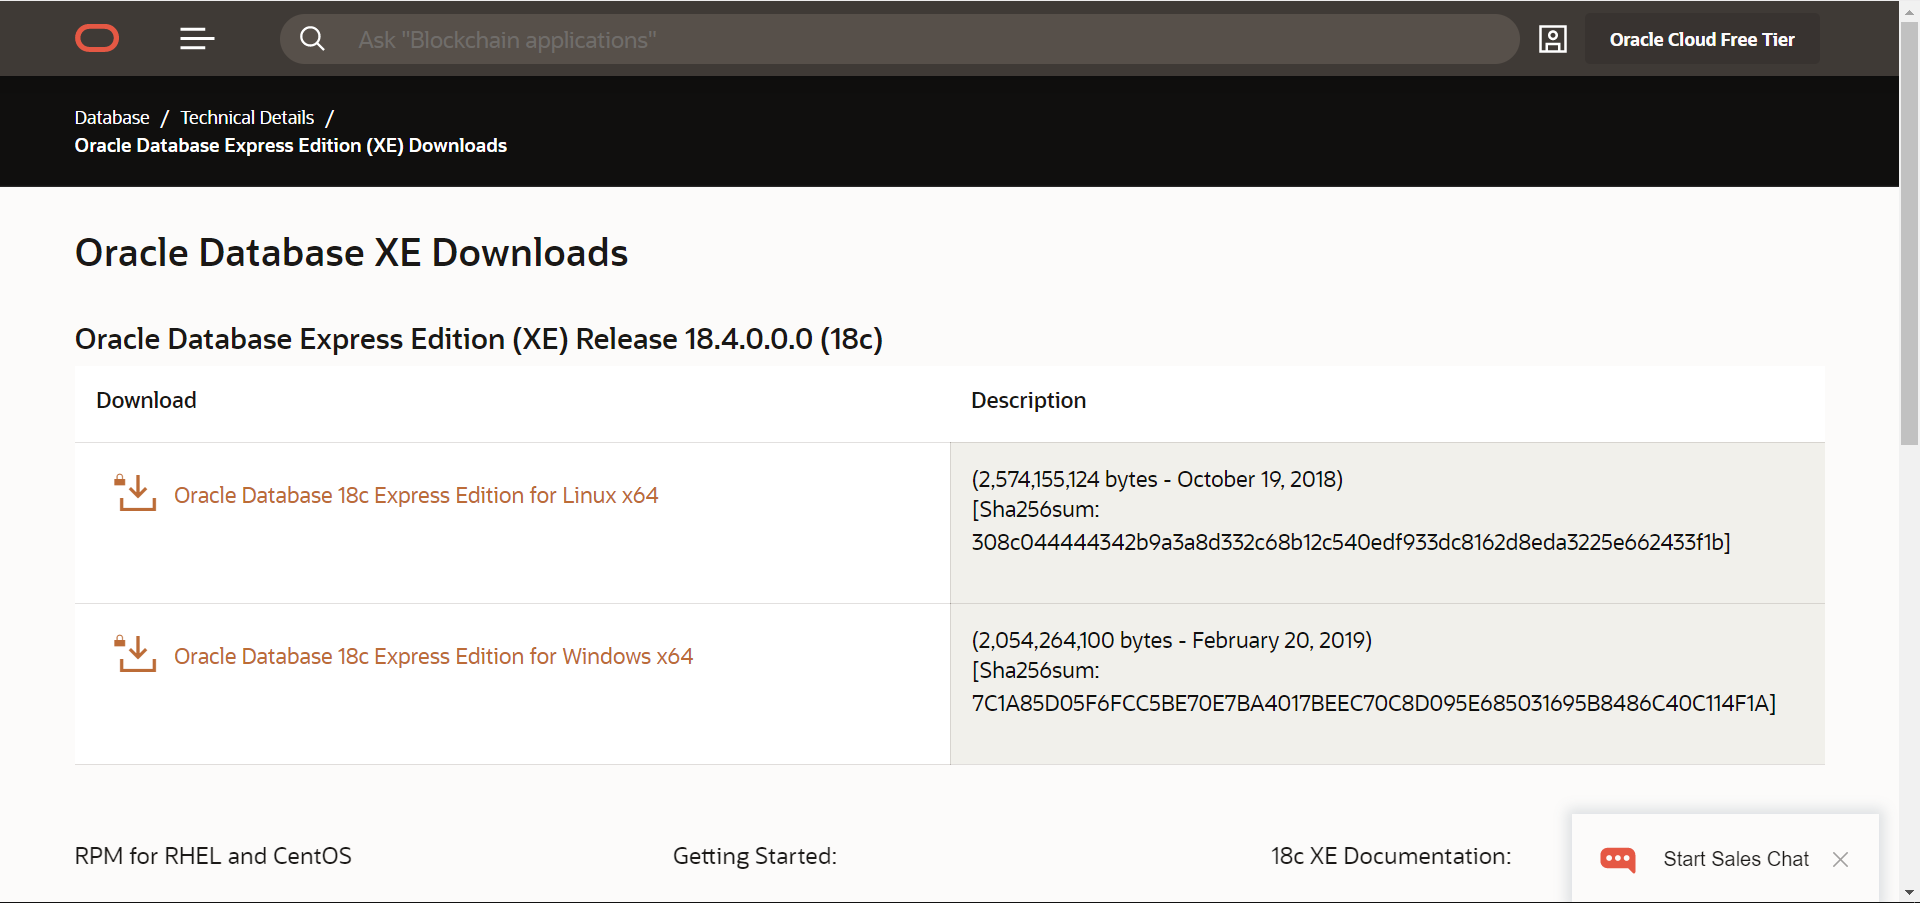 Ask "Blockchain applications"
Oracle Cloud Free Tier
Database / Technical Details /
Oracle Database Express Edition (XE) Downloads
Oracle Database XE Downloads
Oracle Database Express Edition (XE) Release 18.4.0.0.0 (18c)
Download
Description
Oracle Database 18c Express Edition for Linux x64
(2,574,155,124 bytes - October 19, 2018)
[Sha256sum:
308c044444342b9a3a8d332c68b12c540edf933dc8162d8eda3225e662433f1b]
Oracle Database 18c Express Edition for Windows x64
(2,054,264,100 bytes - February 20, 2019)
[Sha256sum:
7C1A85D05F6FCC5BE70E7BA4017BEEC70C8D095E685031695B8486C40C114F1A]
RPM for RHEL and CentOS
Getting Started:
18c XE Documentation:
Start Sales Chat